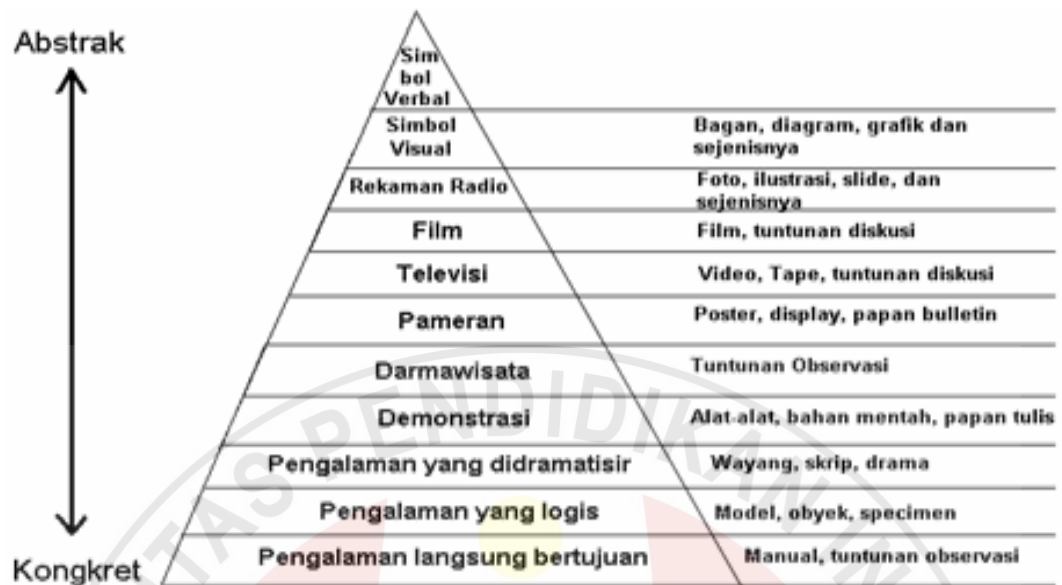 Abstrak
Sim
bol
Verbal
Simbol
Visual
Bagan, diagram, grafik dan
sejenisnya
Rekaman Radio
Foto, ilustrasi, slide, dan
sejenisnya
Film
Film, tuntunan diskusi
Televisi
Video, Tape, tuntunan diskusi
Pameran
Poster, display, papan bulletin
Darmawisata
Tuntunan Observasi
Demonstrasi
Alat-alat, bahan mentah, papan tulis
Pengalaman yang didramatisir
Wayang, skrip, drama
Pengalaman yang logis
Model, obyek, specimen
Kongkret
Pengalaman langsung bertujuan
Manual, tuntunan observasi
TAS PENDIDIKAN IN